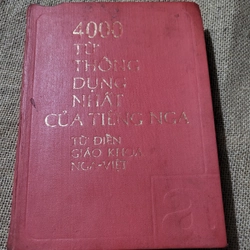 4000
TỪ
THÔNG
DỤNG
NHẤT
CỦA TIẾNG NGA
TỪ ĐIỂN
GIÁO KHOA
NGA-VIỆT
a